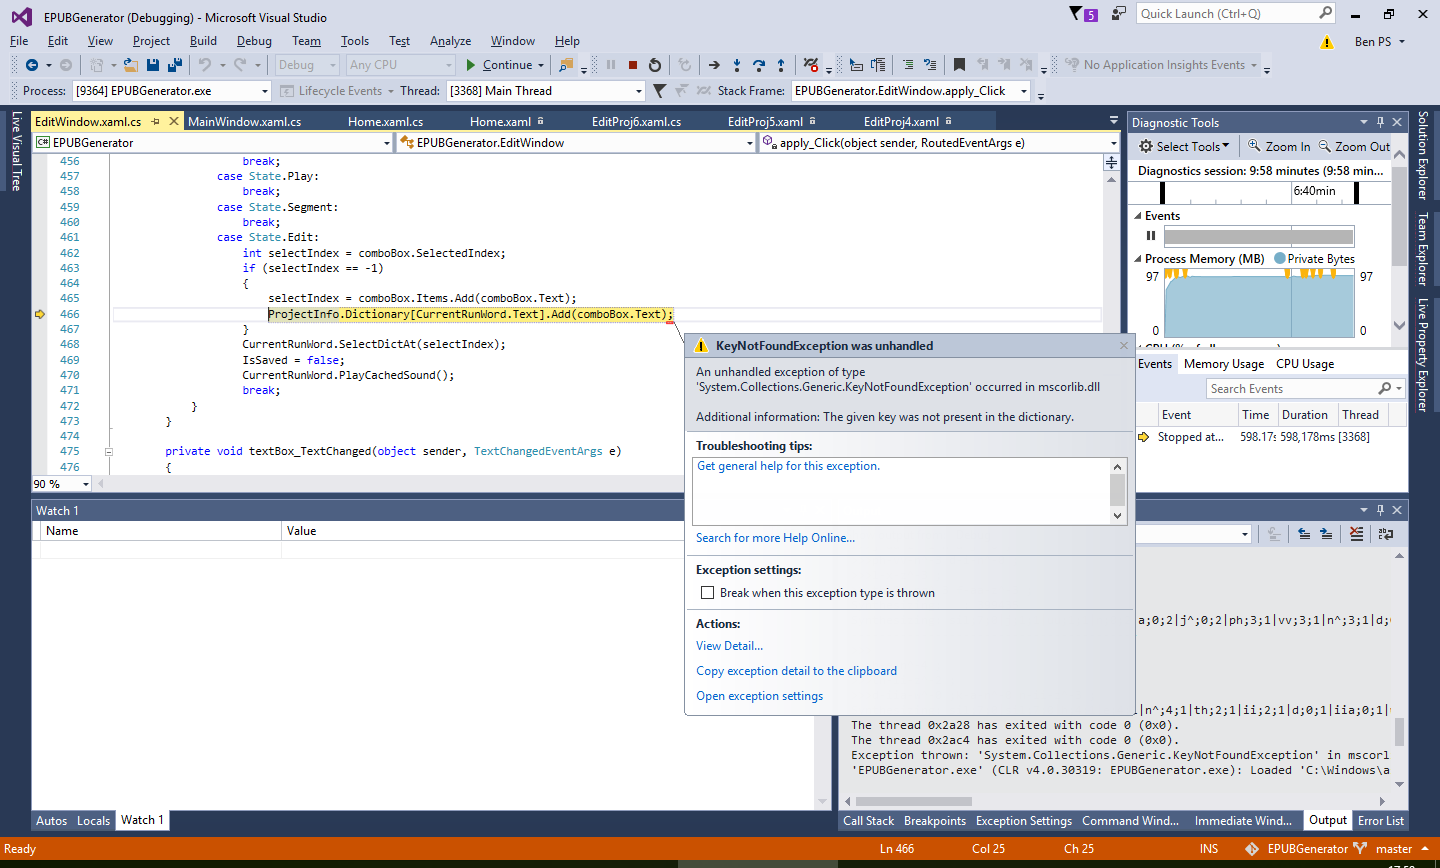 EPUBGenerator (Debugging) - Microsoft Visual Studio
5
Quick Launch (Ctrl+Q)
File Edit View Project Build Debug Team Tools Test Analyze Window Help
Ben PS
Debug Any CPU Continue No Application Insights Events
Process: [9364] EPUBGenerator.exe Lifecycle Events Thread: [3368] Main Thread Stack Frame: EPUBGenerator.EditWindow.apply_Click
Live Visual Tree
EditWindow.xaml.cs MainWindow.xaml.cs Home.xaml.cs Home.xaml EditProj6.xaml.cs EditProj5.xaml EditProj4.xaml
C# EPUBGenerator EPUBGenerator.EditWindow apply_Click(object sender, RoutedEventArgs e)
456 break;
457 case State.Play:
458 break;
459 case State.Segment:
460 break;
461 case State.Edit:
462 int selectIndex = comboBox.SelectedIndex;
463 if (selectIndex == -1)
464 {
465 selectIndex = comboBox.Items.Add(comboBox.Text);
466 ProjectInfo.Dictionary[CurrentRunWord.Text].Add(comboBox.Text);
467 }
468 CurrentRunWord.SelectDictAt(selectIndex);
469 IsSaved = false;
470 CurrentRunWord.PlayCachedSound();
471 break;
472 }
473 }
474
475 private void textBox_TextChanged(object sender, TextChangedEventArgs e)
476 {
90 %
KeyNotFoundException was unhandled
An unhandled exception of type
'System.Collections.Generic.KeyNotFoundException' occurred in mscorlib.dll
Additional information: The given key was not present in the dictionary.
Troubleshooting tips:
Get general help for this exception.
Search for more Help Online...
Exception settings:
Break when this exception type is thrown
Actions:
View Detail...
Copy exception detail to the clipboard
Open exception settings
Diagnostic Tools
Select Tools Zoom In Zoom Out
Diagnostics session: 9:58 minutes (9:58 min...
6:40min
Events
Process Memory (MB) Private Bytes
97 97
0 0
Events Memory Usage CPU Usage
Search Events
Event Time Duration Thread
Stopped at... 598.17s 598,178ms [3368]
Solution Explorer
Team Explorer
Live Property Explorer
Watch 1
Name Value
a;0;2|j^;0;2|ph;3;1|vv;3;1|n^;3;1|d;
|n^;4;1|th;2;1|ii;2;1|d;0;1|iia;0;1|
The thread 0x2a28 has exited with code 0 (0x0).
The thread 0x2ac4 has exited with code 0 (0x0).
Exception thrown: 'System.Collections.Generic.KeyNotFoundException' in mscorl
'EPUBGenerator.exe' (CLR v4.0.30319: EPUBGenerator.exe): Loaded 'C:\Windows\a
Autos Locals Watch 1
Call Stack Breakpoints Exception Settings Command Wind... Immediate Wind... Output Error List
Ready Ln 466 Col 25 Ch 25 INS EPUBGenerator master